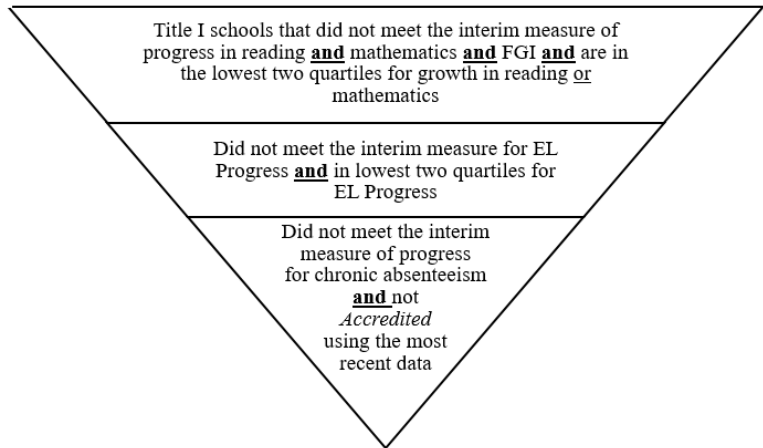 Title I schools that did not meet the interim measure of
progress in reading and mathematics and FGI and are in
the lowest two quartiles for growth in reading or
mathematics
Did not meet the interim measure for EL
Progress and in lowest two quartiles for
EL Progress
Did not meet the interim
measure of progress
for chronic absenteeism
and not
Accredited
using the most
recent data